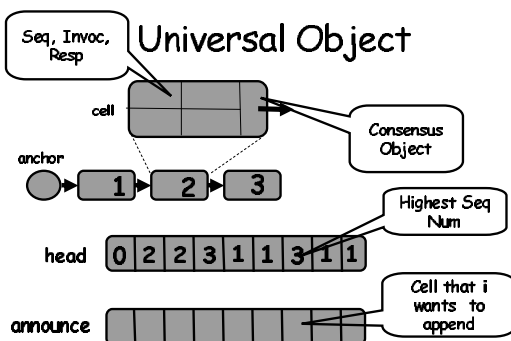 Universal Object
Seq, Invoc,
Resp
cell
Consensus
Object
anchor
1 2 3
Highest Seq
Num
head 0 2 2 3 1 1 3 1 1
Cell that i
wants to
append
announce